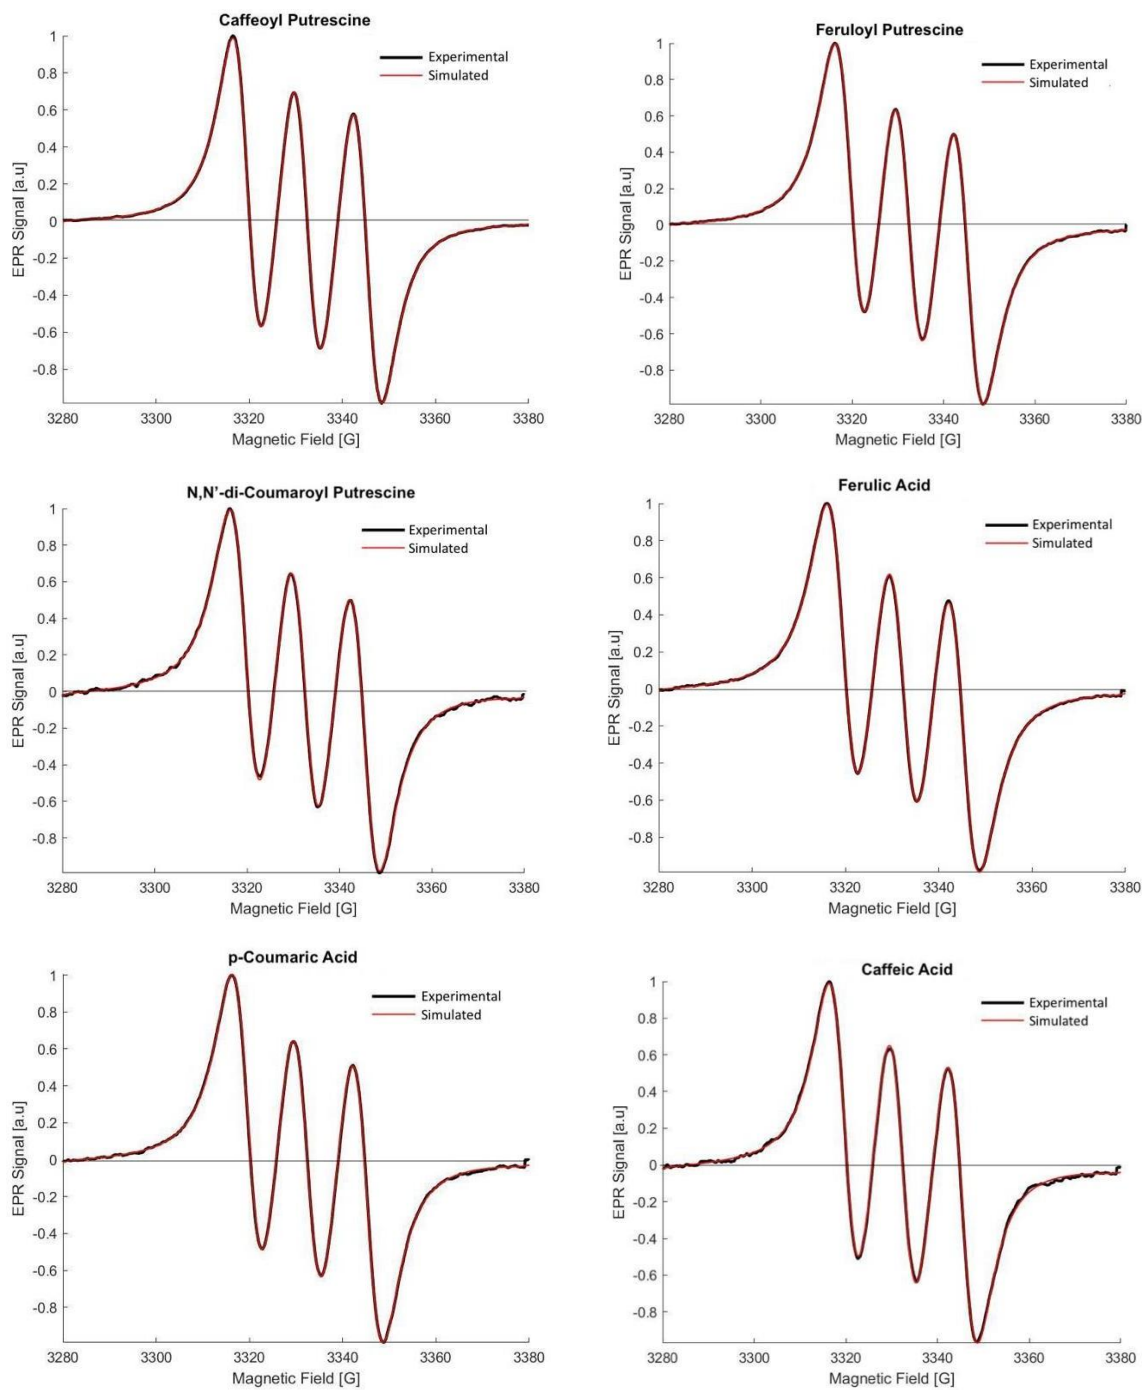 Caffeoyl Putrescine
Experimental
Simulated
EPR Signal [a.u]
1
0.8
0.6
0.4
0.2
0
-0.2
-0.4
-0.6
-0.8
3280 3300 3320 3340 3360 3380
Magnetic Field [G]
Feruloyl Putrescine
Experimental
Simulated
EPR Signal [a.u]
1
0.8
0.6
0.4
0.2
0
-0.2
-0.4
-0.6
-0.8
3280 3300 3320 3340 3360 3380
Magnetic Field [G]
N,N’-di-Coumaroyl Putrescine
Experimental
Simulated
EPR Signal [a.u]
1
0.8
0.6
0.4
0.2
0
-0.2
-0.4
-0.6
-0.8
3280 3300 3320 3340 3360 3380
Magnetic Field [G]
Ferulic Acid
Experimental
Simulated
EPR Signal [a.u]
1
0.8
0.6
0.4
0.2
0
-0.2
-0.4
-0.6
-0.8
3280 3300 3320 3340 3360 3380
Magnetic Field [G]
p-Coumaric Acid
Experimental
Simulated
EPR Signal [a.u]
1
0.8
0.6
0.4
0.2
0
-0.2
-0.4
-0.6
-0.8
3280 3300 3320 3340 3360 3380
Magnetic Field [G]
Caffeic Acid
Experimental
Simulated
EPR Signal [a.u]
1
0.8
0.6
0.4
0.2
0
-0.2
-0.4
-0.6
-0.8
3280 3300 3320 3340 3360 3380
Magnetic Field [G]